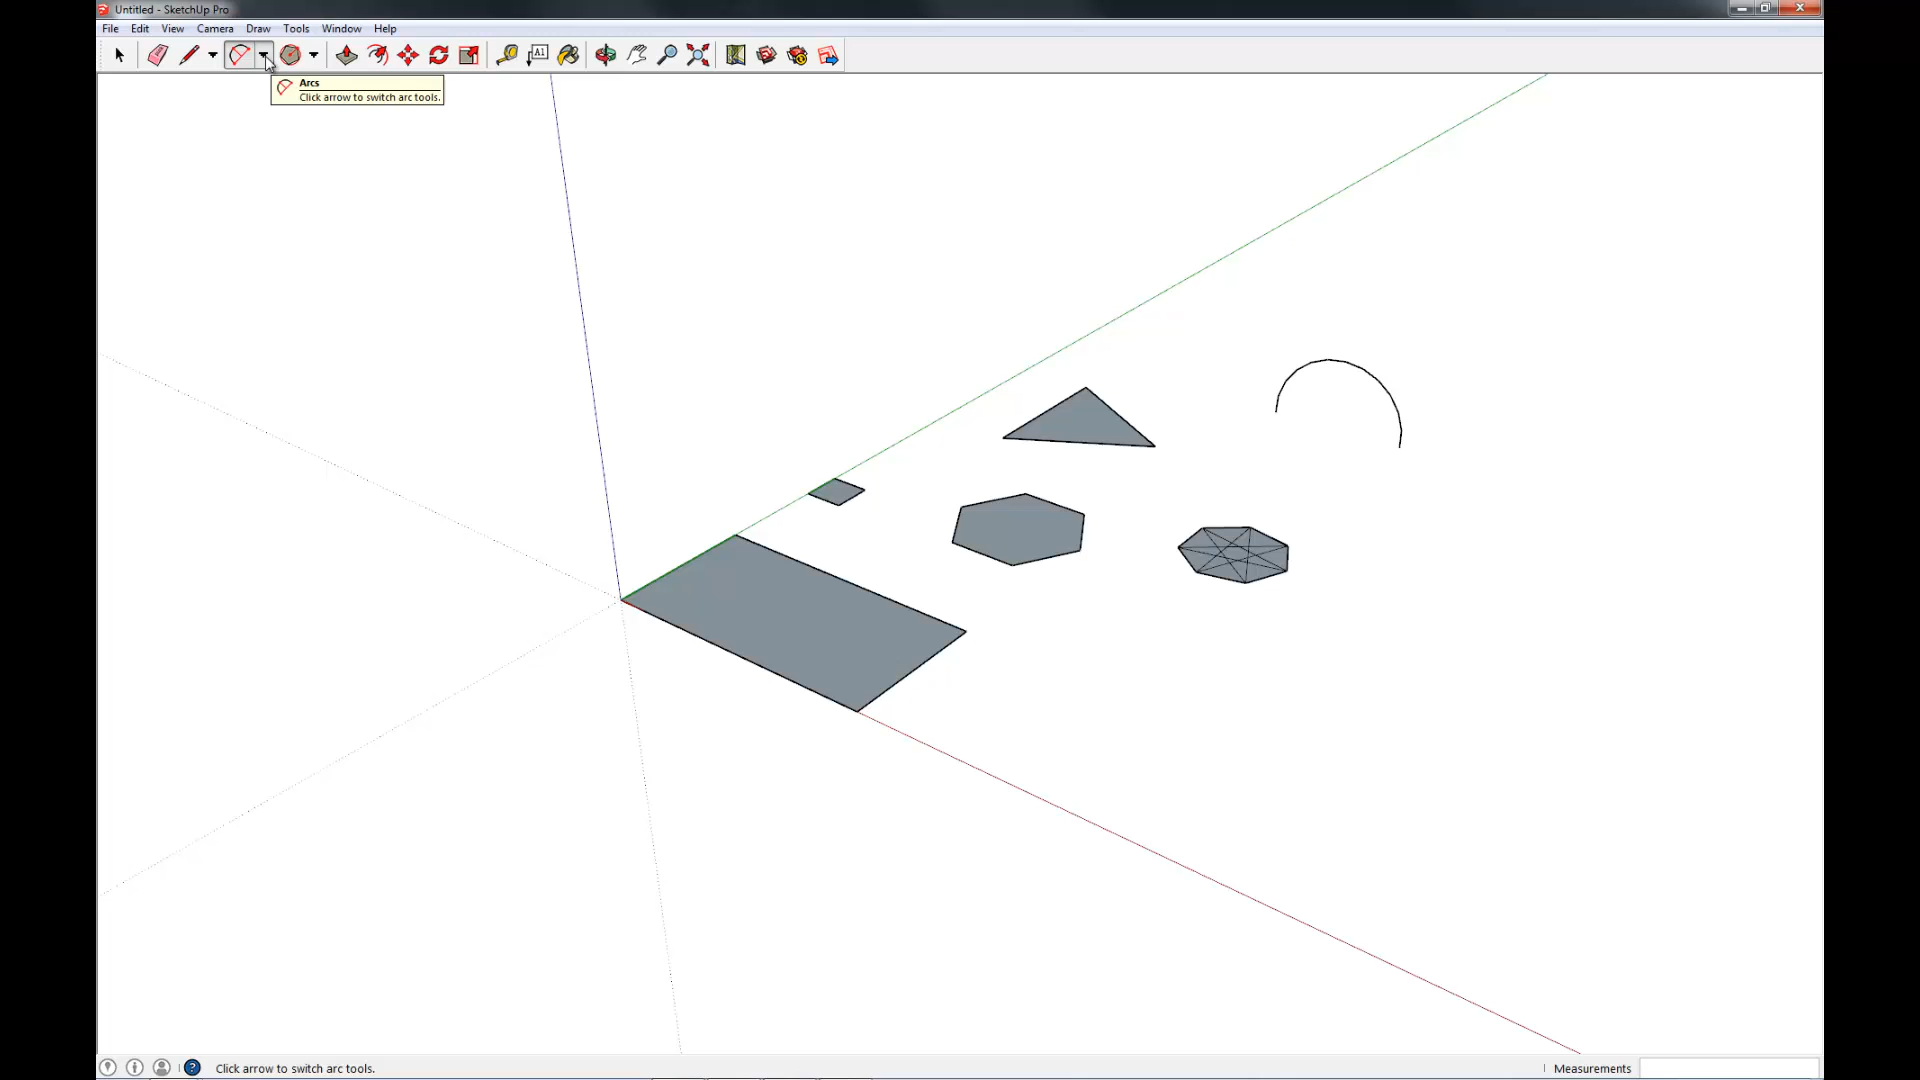 Untitled - SketchUp Pro
File Edit View Camera Draw Tools Window Help
A1
Arcs
Click arrow to switch arc tools.
? Click arrow to switch arc tools. Measurements